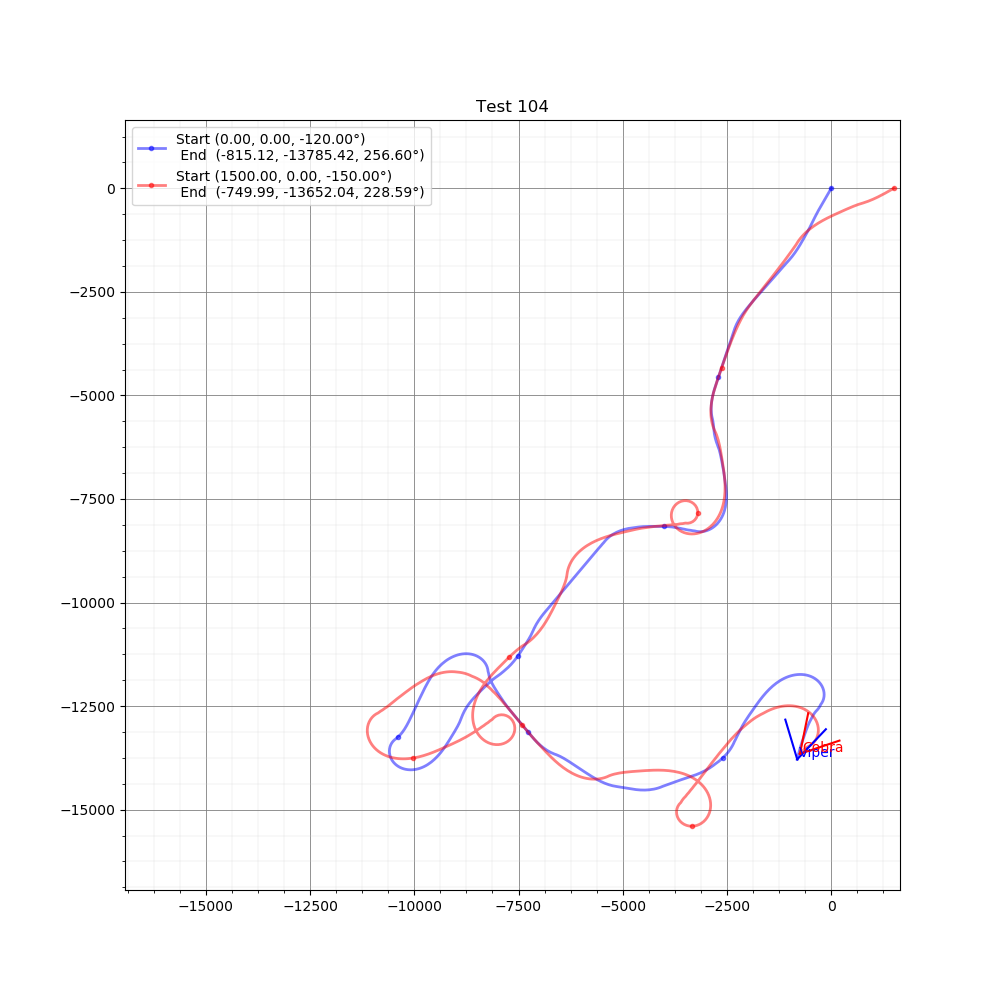 Test 104
Start (0.00, 0.00, -120.00°)
End  (-815.12, -13785.42, 256.60°)
Start (1500.00, 0.00, -150.00°)
End  (-749.99, -13652.04, 228.59°)
0
−2500
−5000
−7500
−10000
−12500
−15000
Cobra
Viper
−15000
−12500
−10000
−7500
−5000
−2500
0